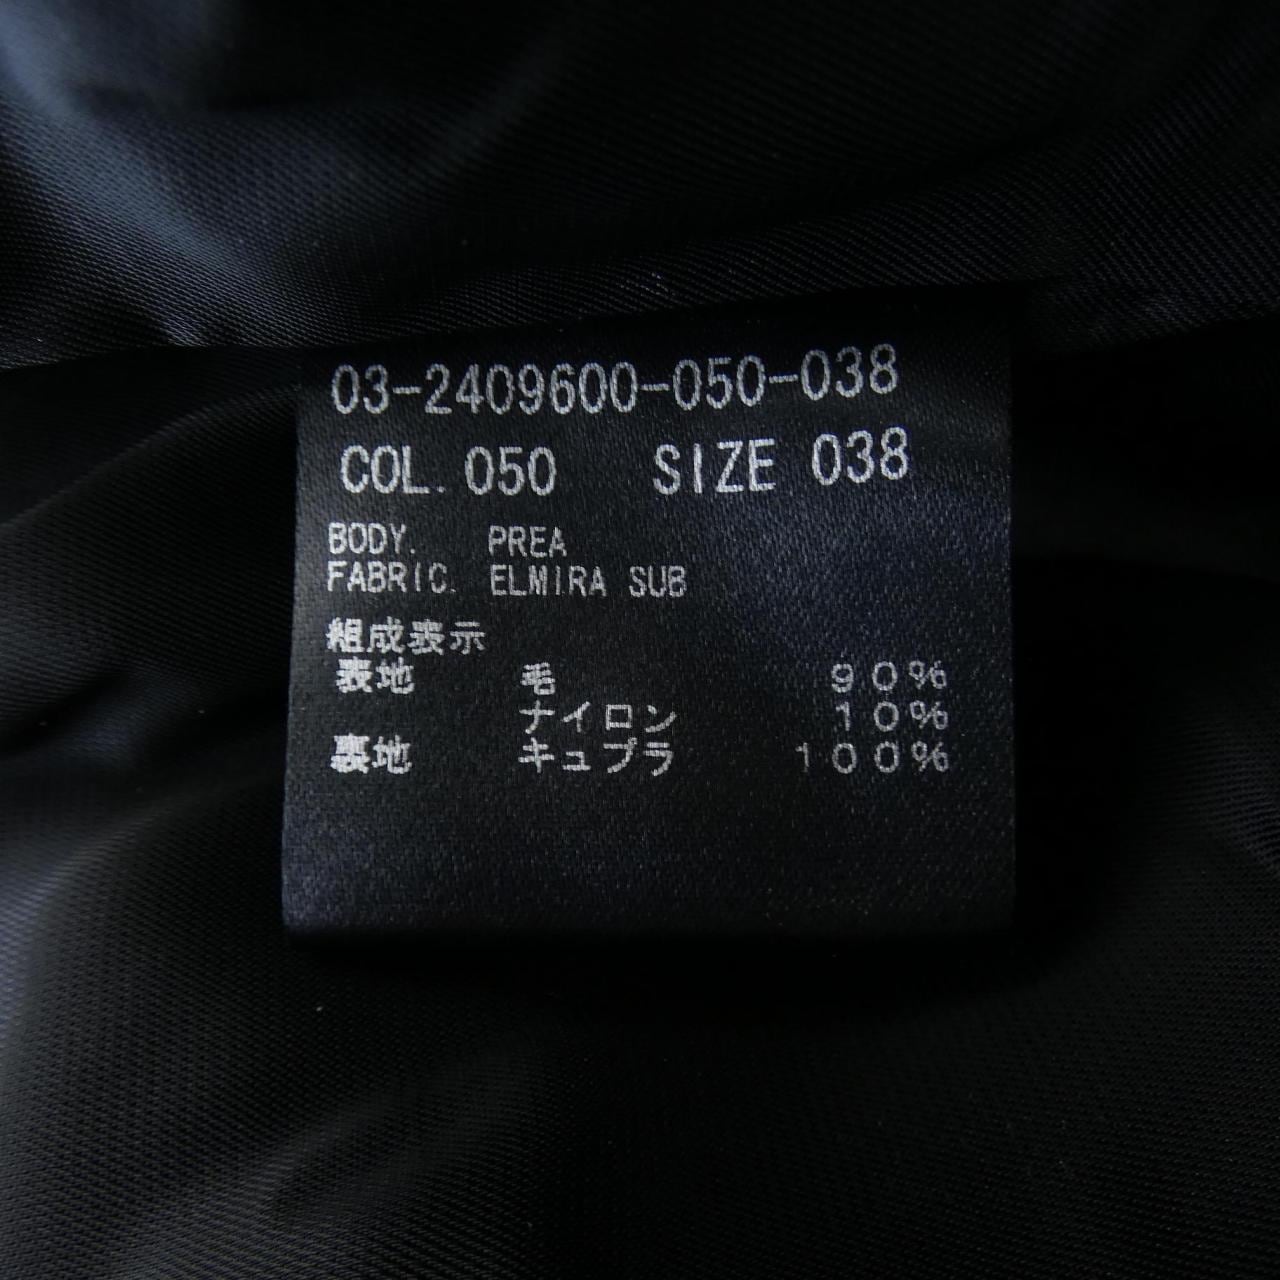 03-2409600-050-038
COL. 050 SIZE 038
BODY. PREA
FABRIC. ELMIRA SUB
組成表示
表地 毛 90%
ナイロン 10%
裏地 キュプラ 100%